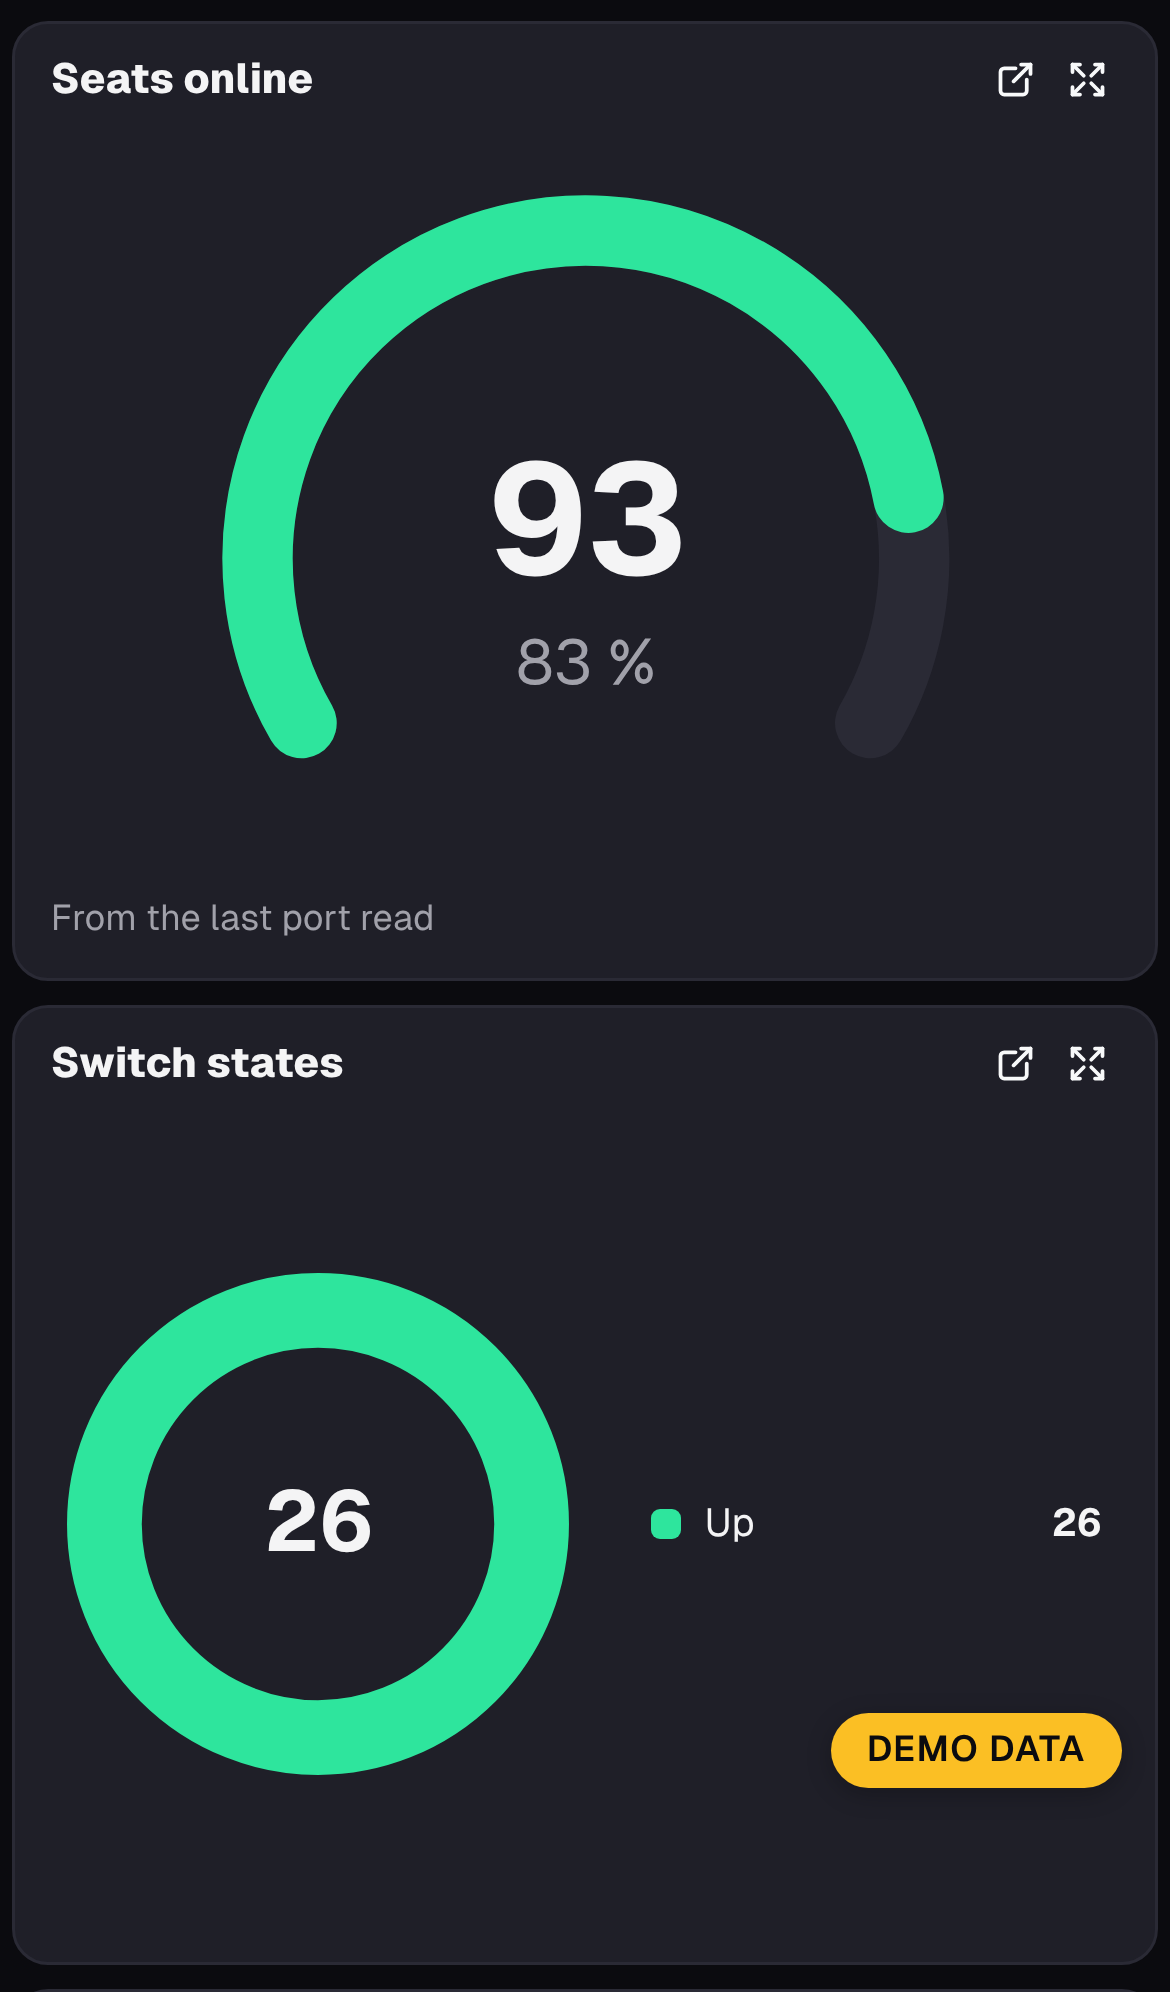 Seats online
93
83 %
From the last port read
Switch states
26
Up 26
DEMO DATA